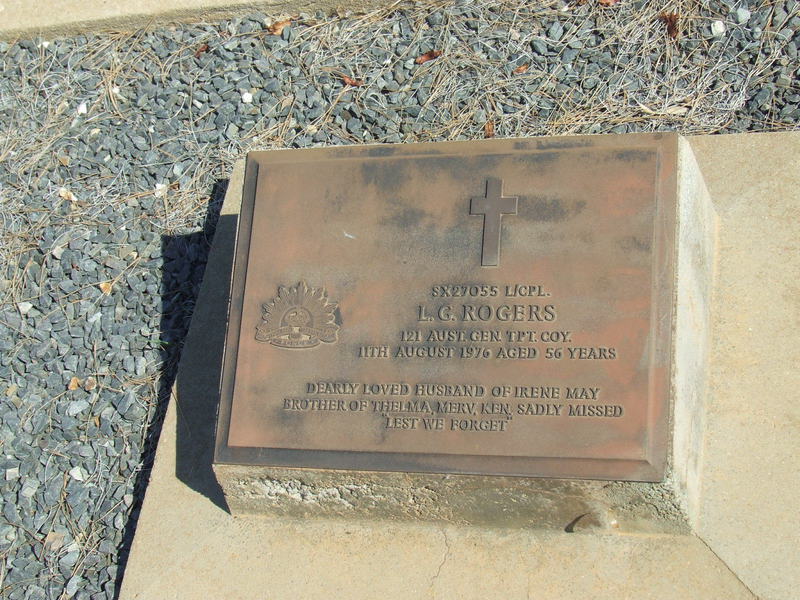 SX27055 L/CPL.
L. G. ROGERS
121 AUST. GEN. TPT. COY.
11TH AUGUST 1976 AGED 56 YEARS
DEARLY LOVED HUSBAND OF IRENE MAY
BROTHER OF THELMA, MERV, KEN. SADLY MISSED
"LEST WE FORGET"